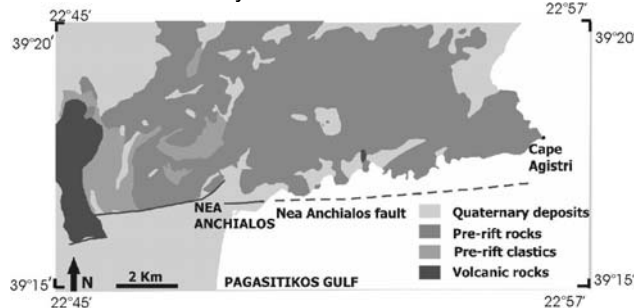 22°45'
22°57'
39°20'
39°20'
Cape
Agistri
NEA
ANCHIALOS
Nea Anchialos fault
Quaternary deposits
Pre-rift rocks
Pre-rift clastics
Volcanic rocks
N
2 Km
PAGASITIKOS GULF
39°15'
39°15'
22°45'
22°57'